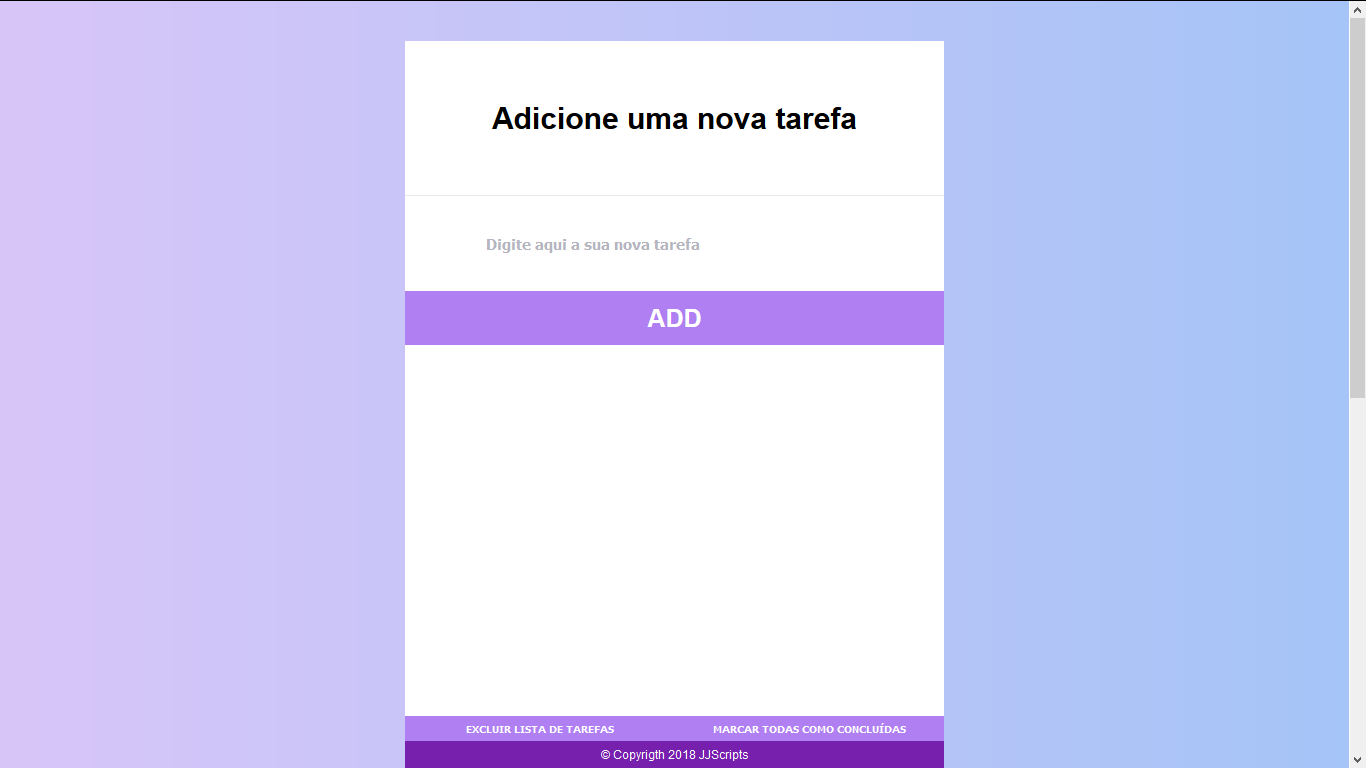 Adicione uma nova tarefa
Digite aqui a sua nova tarefa
ADD
EXCLUIR LISTA DE TAREFAS MARCAR TODAS COMO CONCLUÍDAS
© Copyrigth 2018 JJScripts